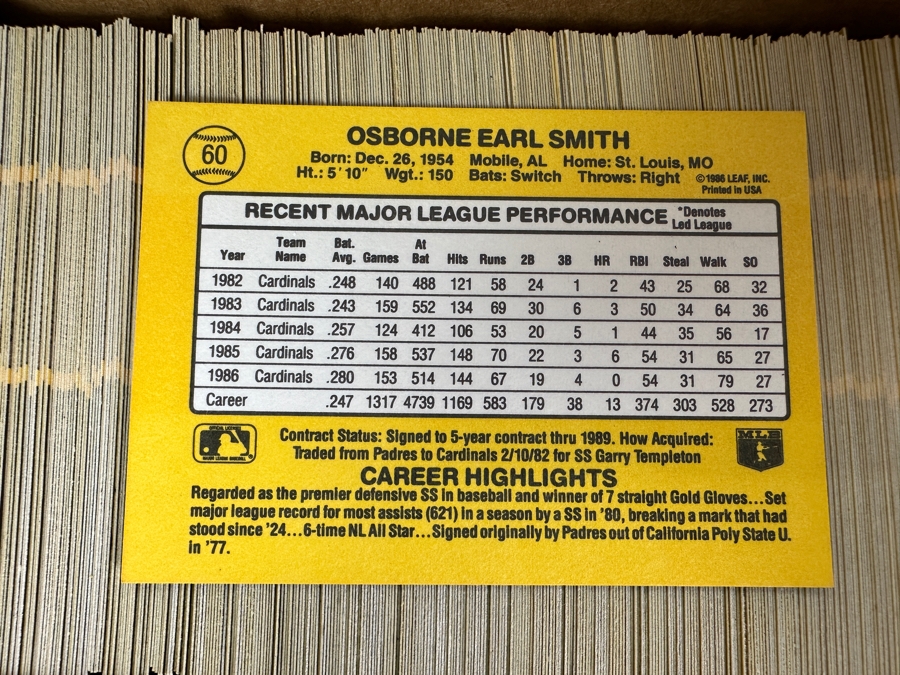 60
OSBORNE EARL SMITH
Born: Dec. 26, 1954 Mobile, AL Home: St. Louis, MO
Ht.: 5'10" Wgt.: 150 Bats: Switch Throws: Right ©1986 LEAF, INC.
Printed in USA
RECENT MAJOR LEAGUE PERFORMANCE *Denotes Led League
Year Team Name Bat. Avg. Games At Bat Hits Runs 2B 3B HR RBI Steal Walk SO
1982 Cardinals .248 140 488 121 58 24 1 2 43 25 68 32
1983 Cardinals .243 159 552 134 69 30 6 3 50 34 64 36
1984 Cardinals .257 124 412 106 53 20 5 1 44 35 56 17
1985 Cardinals .276 158 537 148 70 22 3 6 54 31 65 27
1986 Cardinals .280 153 514 144 67 19 4 0 54 31 79 27
Career .247 1317 4739 1169 583 179 38 13 374 303 528 273
Contract Status: Signed to 5-year contract thru 1989. How Acquired:
Traded from Padres to Cardinals 2/10/82 for SS Garry Templeton
OFFICIAL LICENSEE
MAJOR LEAGUE BASEBALL
MLB
CAREER HIGHLIGHTS
Regarded as the premier defensive SS in baseball and winner of 7 straight Gold Gloves...Set
major league record for most assists (621) in a season by a SS in '80, breaking a mark that had
stood since '24...6-time NL All Star...Signed originally by Padres out of California Poly State U.
in '77.